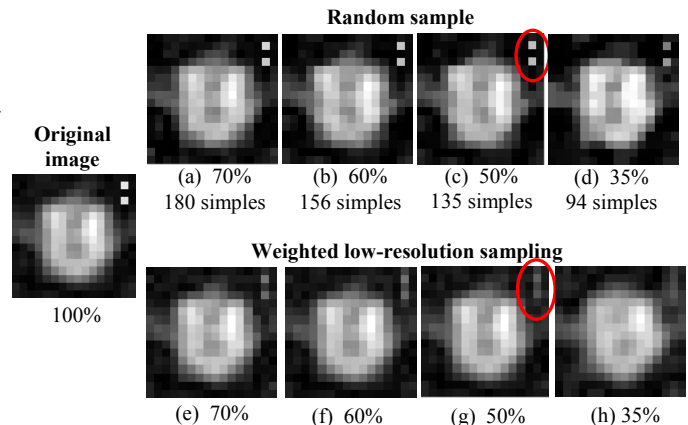 Random sample
(a) 70%
180 simples
(b) 60%
156 simples
(c) 50%
135 simples
(d) 35%
94 simples
Original
image
100%
Weighted low-resolution sampling
(e) 70%
(f) 60%
(g) 50%
(h) 35%